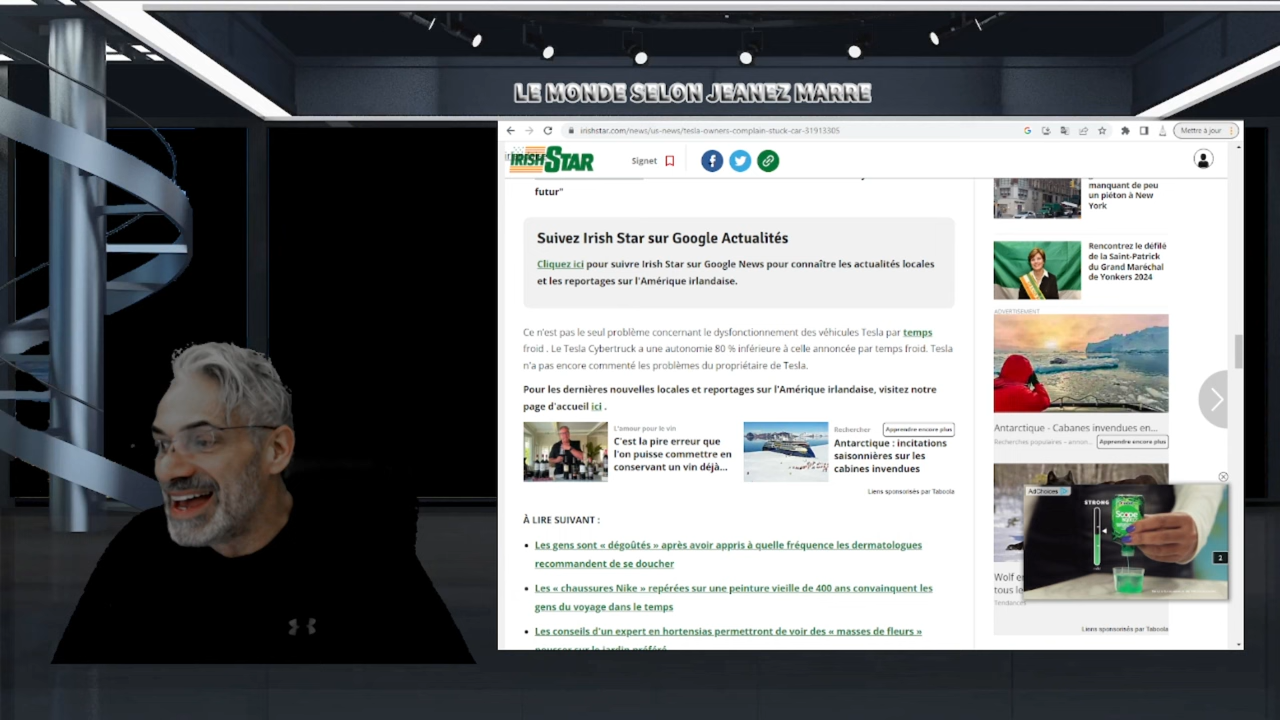 LE MONDE SELON JEANEZ MARRE
irishstar.com/news/us-news/tesla-owners-complain-stuck-car-31913305
Mettre à jour
IRISH STAR
Signet
futur"
Suivez Irish Star sur Google Actualités
Cliquez ici pour suivre Irish Star sur Google News pour connaître les actualités locales
et les reportages sur l'Amérique irlandaise.
Ce n'est pas le seul problème concernant le dysfonctionnement des véhicules Tesla par temps
froid . Le Tesla Cybertruck a une autonomie 80 % inférieure à celle annoncée par temps froid. Tesla
n'a pas encore commenté les problèmes du propriétaire de Tesla.
Pour les dernières nouvelles locales et reportages sur l'Amérique irlandaise, visitez notre
page d'accueil ici .
L'amour pour le vin
C'est la pire erreur que
l'on puisse commettre en
conservant un vin déjà...
Rechercher
Apprendre encore plus
Antarctique : incitations
saisonnières sur les
cabines invendues
Liens sponsorisés par Taboola
À LIRE SUIVANT :
• Les gens sont « dégoûtés » après avoir appris à quelle fréquence les dermatologues
recommandent de se doucher
• Les « chaussures Nike » repérées sur une peinture vieille de 400 ans convainquent les
gens du voyage dans le temps
• Les conseils d'un expert en hortensias permettront de voir des « masses de fleurs »
manquant de peu
un piéton à New
York
Rencontrez le défilé
de la Saint-Patrick
du Grand Maréchal
de Yonkers 2024
ADVERTISEMENT
Antarctique - Cabanes invendues en...
Recherches populaires - annon...
Apprendre encore plus
AdChoices
STRONG
Scope
2
Wolf
tous le
Tendances
Liens sponsorisés par Taboola